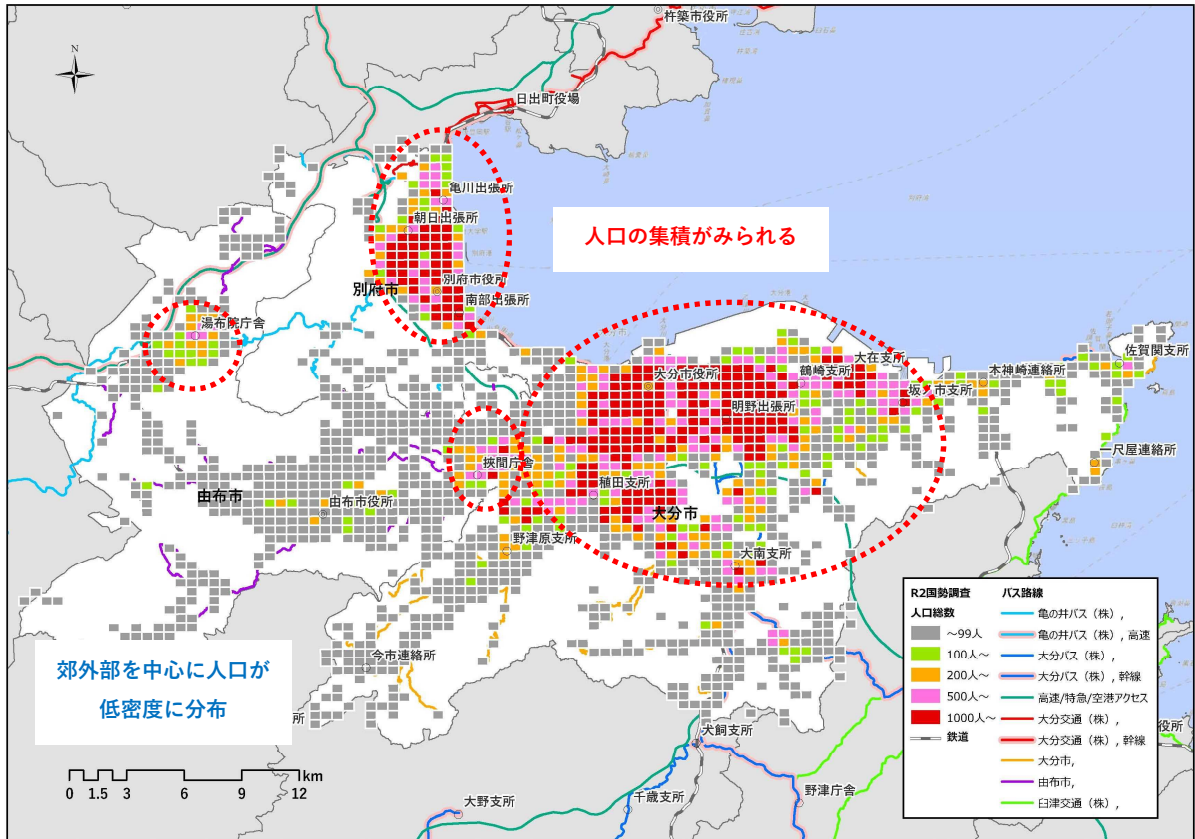 N
杵築市役所
日出町役場
亀川出張所
朝日出張所
人口の集積がみられる
別府市役所
別府市
南部出張所
湯布院庁舎
大在支所
佐賀関支所
大分市役所
鶴崎支所
本神崎連絡所
坂ノ市支所
明野出張所
一尺屋連絡所
挾間庁舎
稙田支所
由布市
由布市役所
大分市
野津原支所
大南支所
今市連絡所
郊外部を中心に人口が
低密度に分布
所
犬飼支所
役所
大野支所
千歳支所
野津庁舎
km
0 1.5 3 6 9 12
R2国勢調査
人口総数
～99人
100人～
200人～
500人～
1000人～
鉄道
バス路線
亀の井バス（株）,
亀の井バス（株）, 高速
大分バス（株）,
大分バス（株）, 幹線
高速/特急/空港アクセス
大分交通（株）,
大分交通（株）, 幹線
大分市,
由布市,
臼津交通（株）,